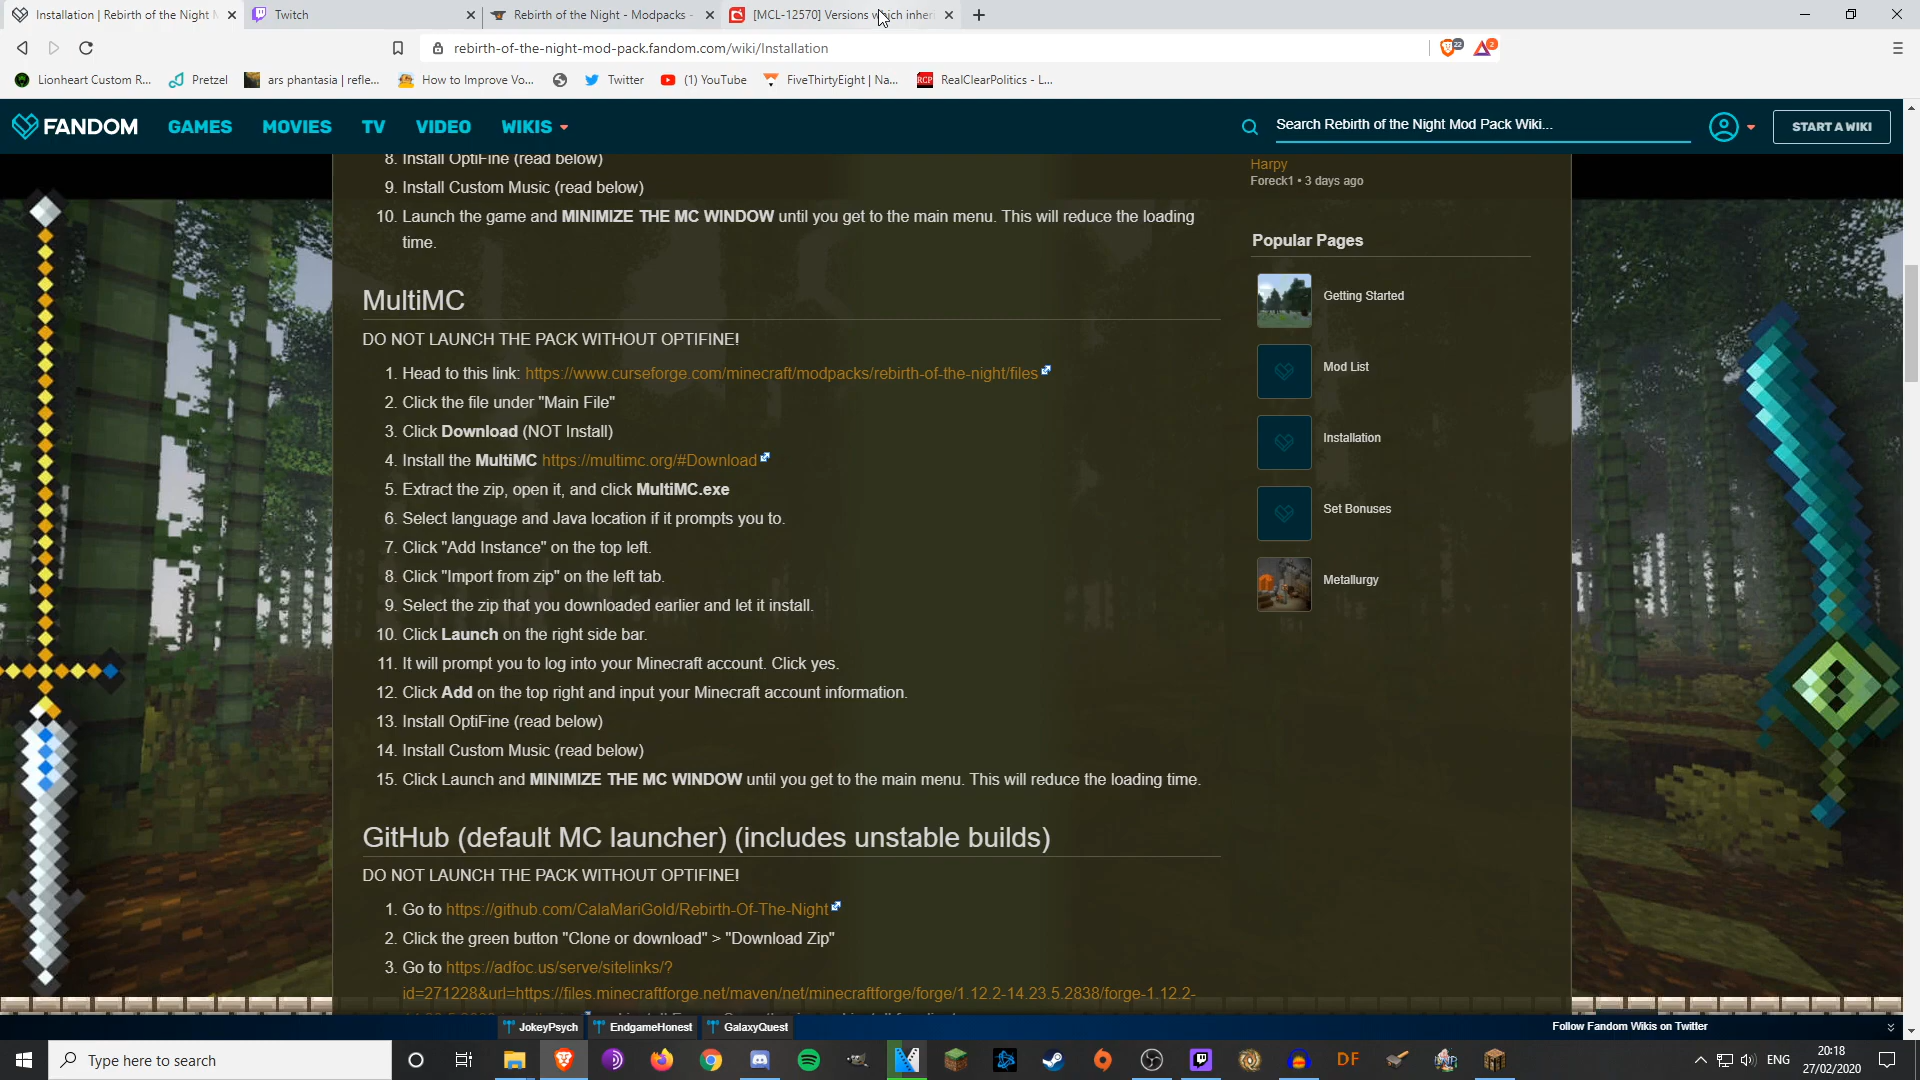 Installation | Rebirth of the Night M
Twitch
Rebirth of the Night - Modpacks -
[MCL-12570] Versions which inheri
rebirth-of-the-night-mod-pack.fandom.com/wiki/Installation
22
2
Lionheart Custom R...
Pretzel
ars phantasia | refle...
How to Improve Vo...
Twitter
(1) YouTube
FiveThirtyEight | Na...
RCP
RealClearPolitics - L...
FANDOM
GAMES
MOVIES
TV
VIDEO
WIKIS
Search Rebirth of the Night Mod Pack Wiki...
START A WIKI
8. Install OptiFine (read below)
9. Install Custom Music (read below)
10. Launch the game and MINIMIZE THE MC WINDOW until you get to the main menu. This will reduce the loading
time.
MultiMC
DO NOT LAUNCH THE PACK WITHOUT OPTIFINE!
1. Head to this link: https://www.curseforge.com/minecraft/modpacks/rebirth-of-the-night/files
2. Click the file under "Main File"
3. Click Download (NOT Install)
4. Install the MultiMC https://multimc.org/#Download
5. Extract the zip, open it, and click MultiMC.exe
6. Select language and Java location if it prompts you to.
7. Click "Add Instance" on the top left.
8. Click "Import from zip" on the left tab.
9. Select the zip that you downloaded earlier and let it install.
10. Click Launch on the right side bar.
11. It will prompt you to log into your Minecraft account. Click yes.
12. Click Add on the top right and input your Minecraft account information.
13. Install OptiFine (read below)
14. Install Custom Music (read below)
15. Click Launch and MINIMIZE THE MC WINDOW until you get to the main menu. This will reduce the loading time.
GitHub (default MC launcher) (includes unstable builds)
DO NOT LAUNCH THE PACK WITHOUT OPTIFINE!
1. Go to https://github.com/CalaMariGold/Rebirth-Of-The-Night
2. Click the green button "Clone or download" > "Download Zip"
3. Go to https://adfoc.us/serve/sitelinks/?
id=271228&url=https://files.minecraftforge.net/maven/net/minecraftforge/forge/1.12.2-14.23.5.2838/forge-1.12.2-
Harpy
Foreck1 • 3 days ago
Popular Pages
Getting Started
Mod List
Installation
Set Bonuses
Metallurgy
JokeyPsych
EndgameHonest
GalaxyQuest
Follow Fandom Wikis on Twitter
Type here to search
DF
ENG
20:18
27/02/2020